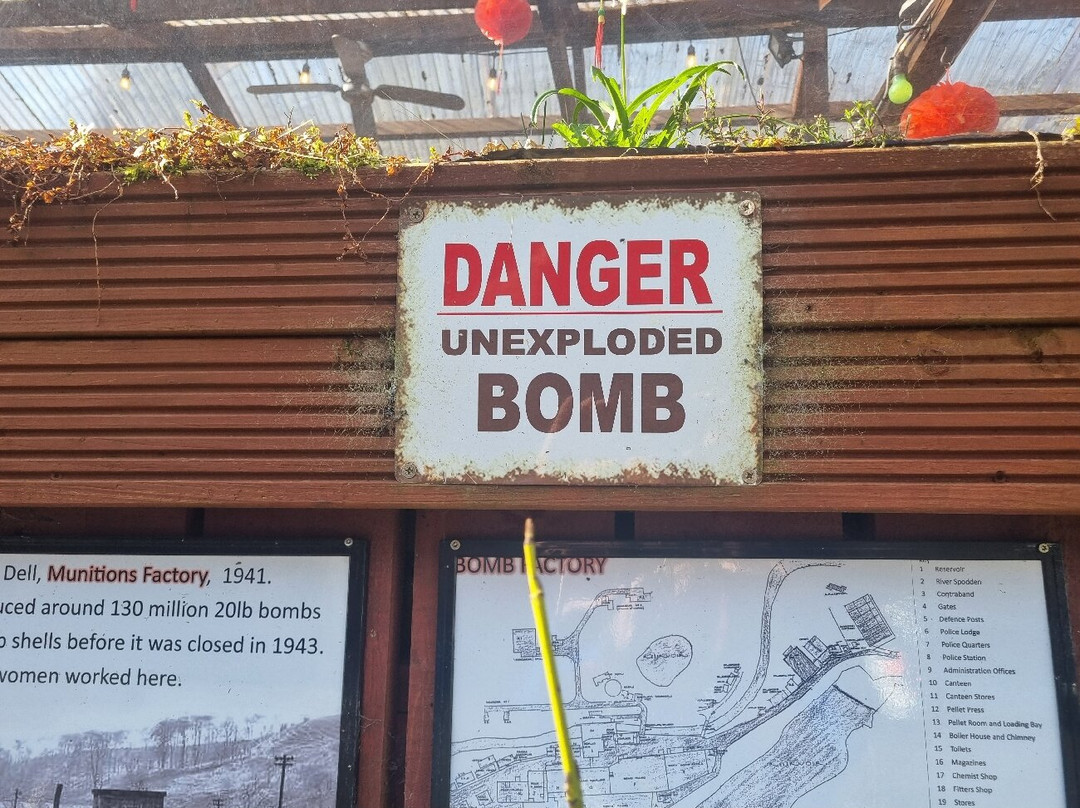 DANGER
UNEXPLODED
BOMB
Dell, Munitions Factory, 1941.
uced around 130 million 20lb bombs
shells before it was closed in 1943.
women worked here.
BOMB FACTORY
1 Reservoir
2 River Spodden
3 Contraband
4 Gates
5 Defence Posts
6 Police Lodge
7 Police Quarters
8 Police Station
9 Administration Offices
10 Canteen
11 Canteen Stores
12 Pellet Press
13 Pellet Room and Loading Bay
14 Boiler House and Chimney
15 Toilets
16 Magazines
17 Chemist Shop
18 Fitters Shop
19 Stores